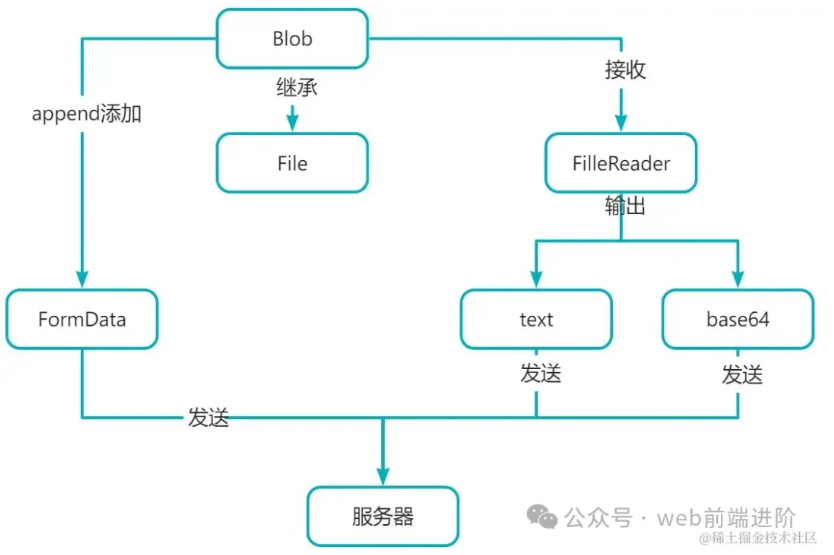 Blob
继承
接收
append添加
File
FilleReader
输出
FormData
text
base64
发送
发送
发送
服务器
公众号 · web前端进阶
@稀土掘金技术社区